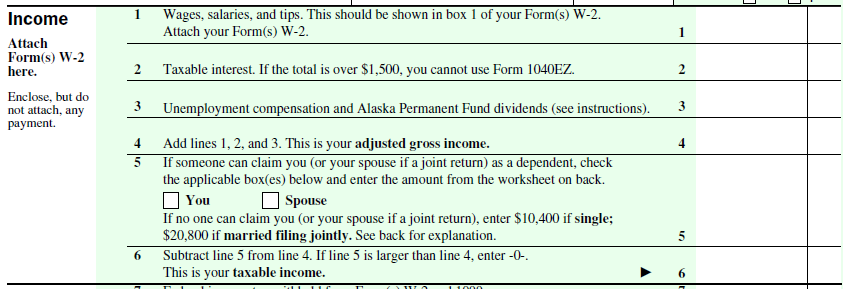 Income
Attach
Form(s) W-2
here.
Enclose, but do
not attach, any
payment.
1 Wages, salaries, and tips. This should be shown in box 1 of your Form(s) W-2.
Attach your Form(s) W-2. 1
2 Taxable interest. If the total is over $1,500, you cannot use Form 1040EZ. 2
3 Unemployment compensation and Alaska Permanent Fund dividends (see instructions). 3
4 Add lines 1, 2, and 3. This is your adjusted gross income. 4
5 If someone can claim you (or your spouse if a joint return) as a dependent, check
the applicable box(es) below and enter the amount from the worksheet on back.
You Spouse
If no one can claim you (or your spouse if a joint return), enter $10,400 if single;
$20,800 if married filing jointly. See back for explanation. 5
6 Subtract line 5 from line 4. If line 5 is larger than line 4, enter -0-.
This is your taxable income. ▶ 6